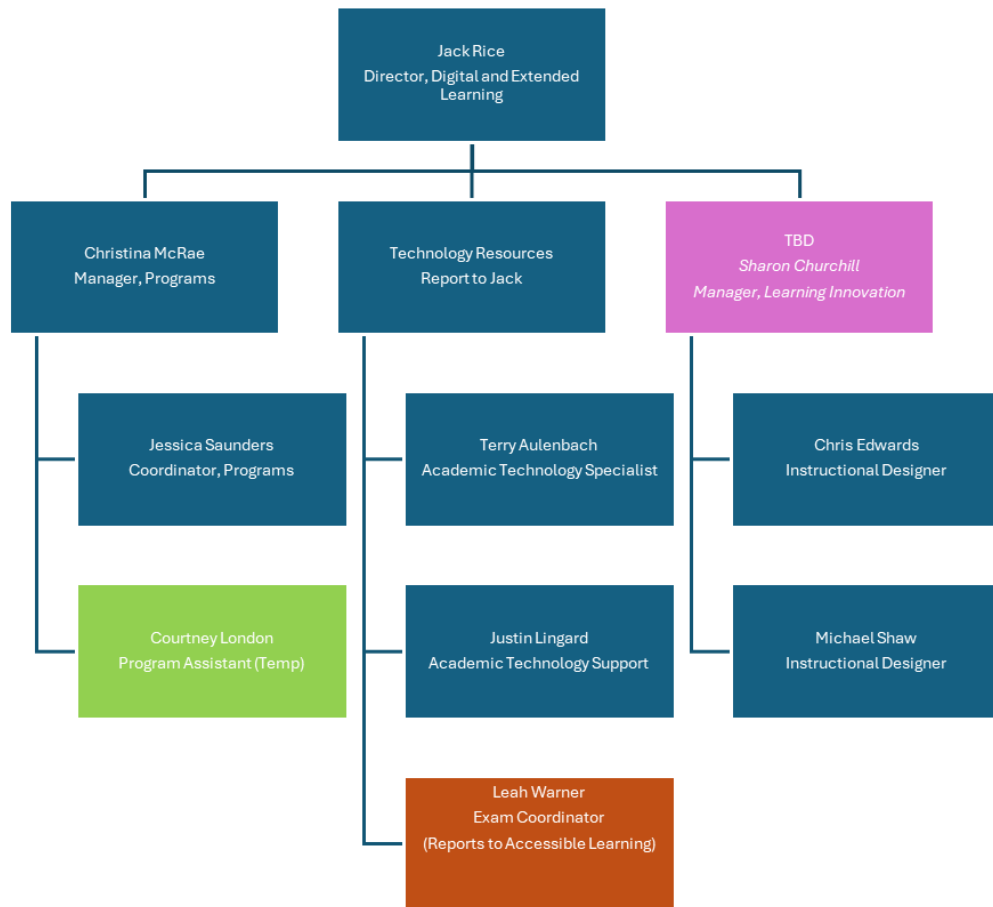 Jack Rice
Director, Digital and Extended
Learning
Christina McRae
Manager, Programs
Technology Resources
Report to Jack
TBD
Sharon Churchill
Manager, Learning Innovation
Jessica Saunders
Coordinator, Programs
Terry Aulenbach
Academic Technology Specialist
Chris Edwards
Instructional Designer
Courtney London
Program Assistant (Temp)
Justin Lingard
Academic Technology Support
Michael Shaw
Instructional Designer
Leah Warner
Exam Coordinator
(Reports to Accessible Learning)